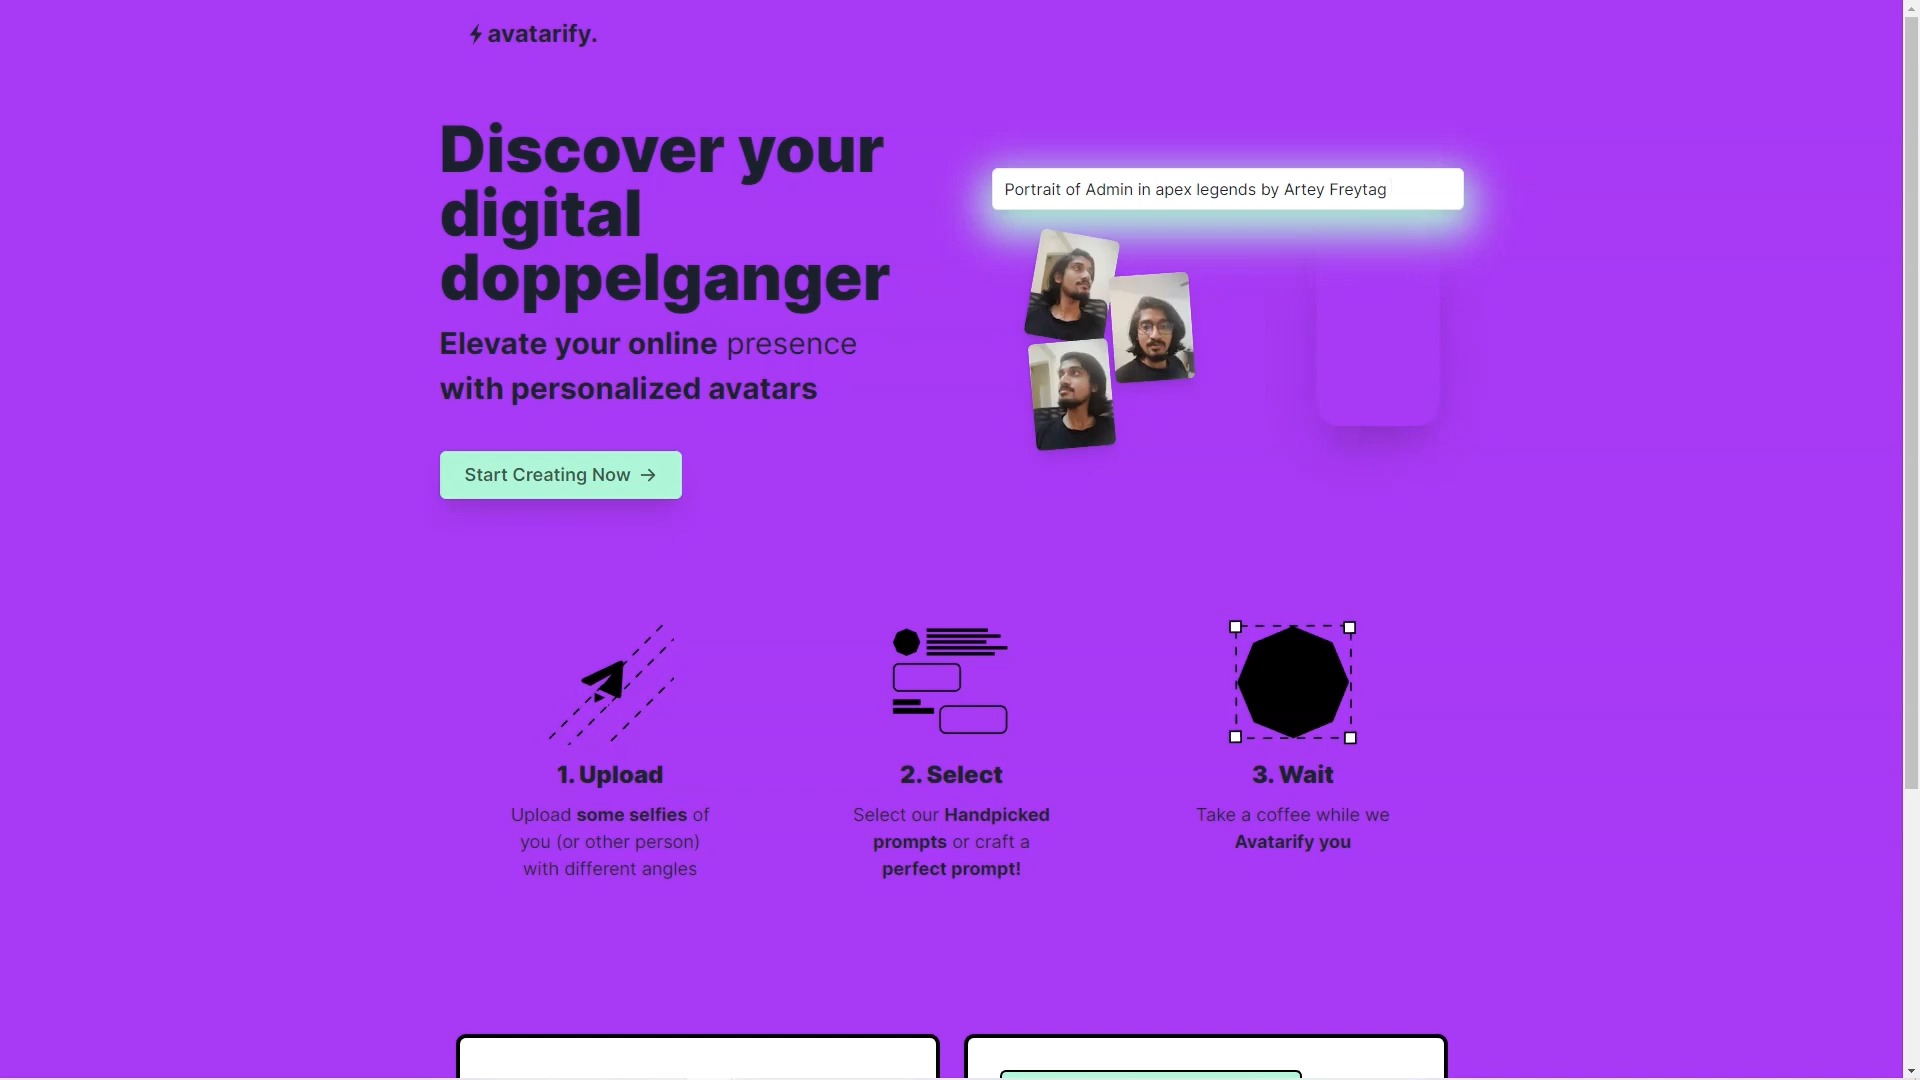 avatarify.
Discover your
digital
doppelganger
Elevate your online presence
with personalized avatars
Start Creating Now →
Portrait of Admin in apex legends by Artey Freytag
1. Upload
Upload some selfies of
you (or other person)
with different angles
2. Select
Select our Handpicked
prompts or craft a
perfect prompt!
3. Wait
Take a coffee while we
Avatarify you